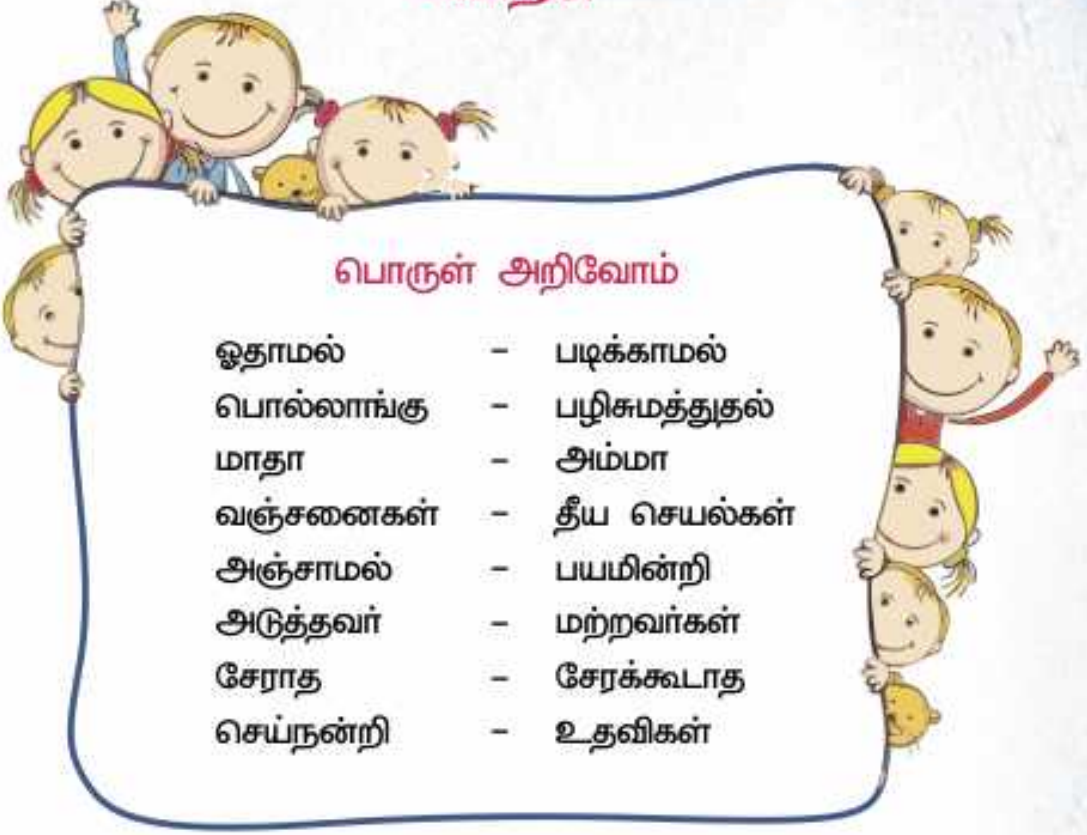 பொருள் அறிவோம்
ஓதாமல் - படிக்காமல்
பொல்லாங்கு - பழிசுமத்துதல்
மாதா - அம்மா
வஞ்சனைகள் - தீய செயல்கள்
அஞ்சாமல் - பயமின்றி
அடுத்தவர் - மற்றவர்கள்
சேராத - சேரக்கூடாத
செய்நன்றி - உதவிகள்